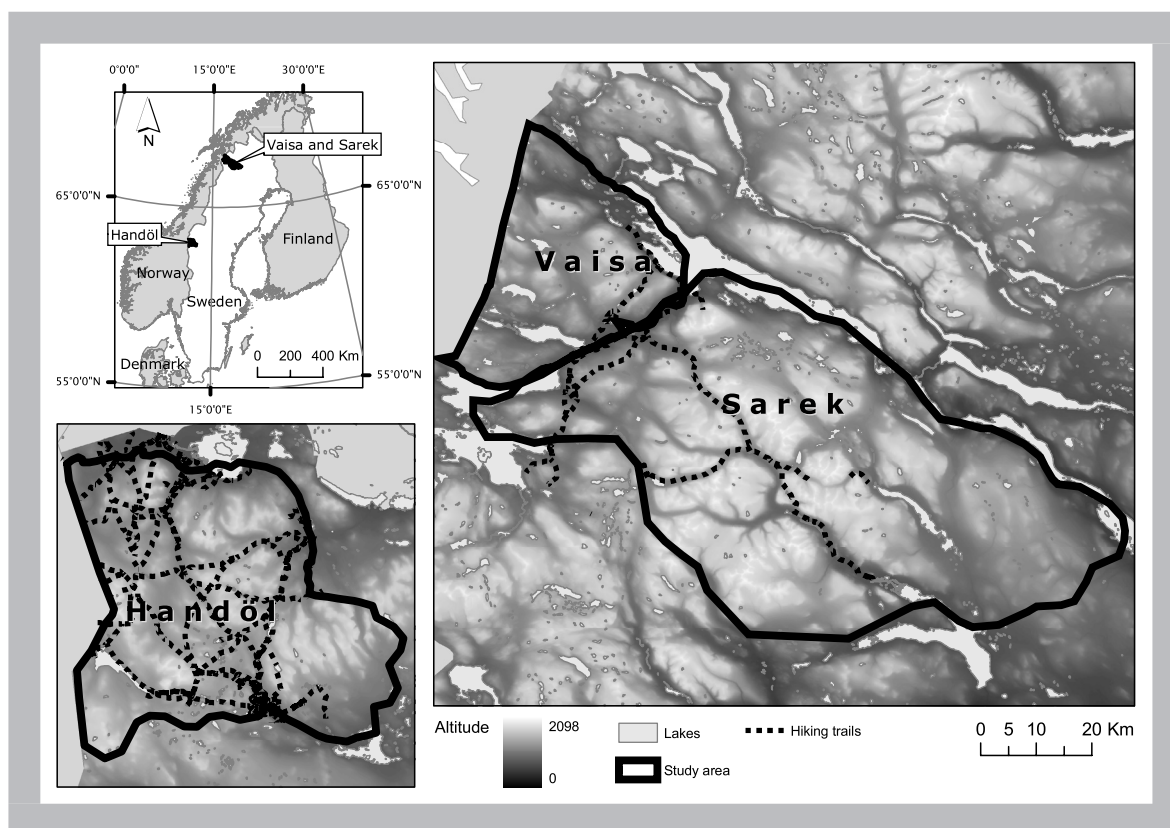 0°0'0" 15°0'0"E 30°0'0"E
N
Vaisa and Sarek
65°0'0"N 65°0'0"N
Handöl
Finland
Norway
Sweden
0 200 400 Km
Denmark
55°0'0"N 55°0'0"N
15°0'0"E
Vaisa
Sarek
Handöl
Altitude 2098
0
Lakes
Study area
Hiking trails
0 5 10 20 Km